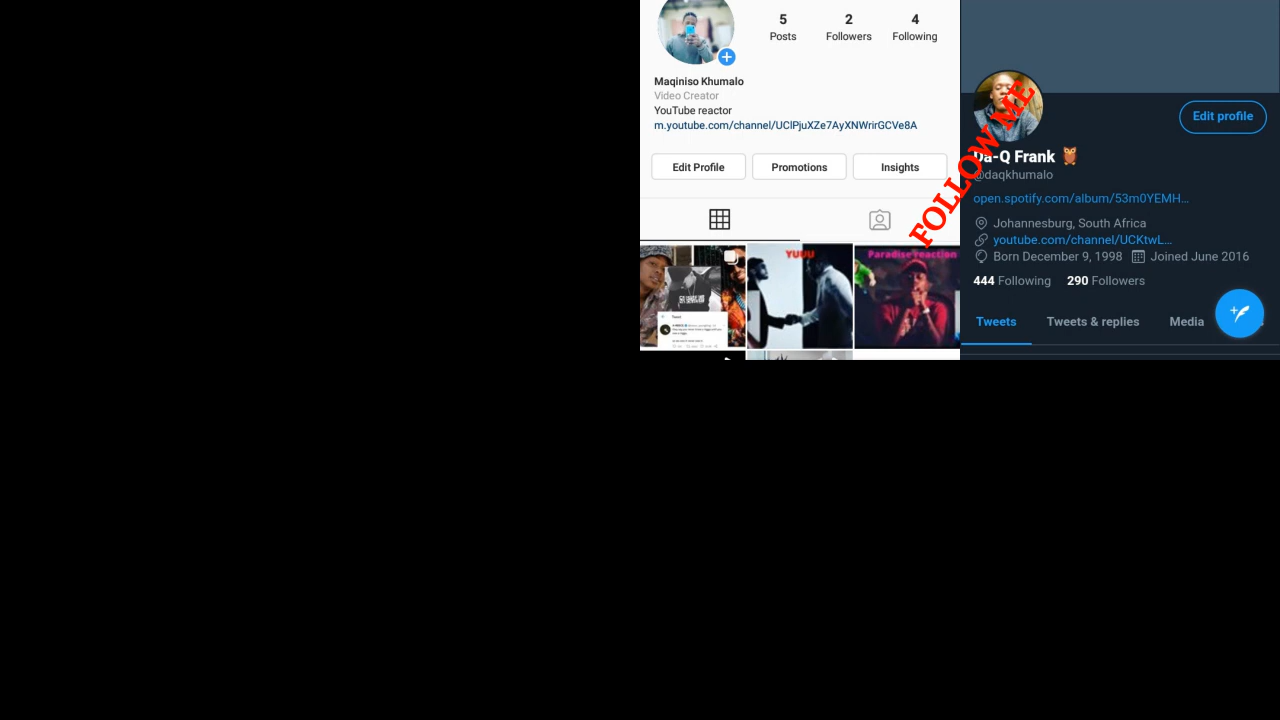 5 2 4
Posts Followers Following
Maqiniso Khumalo
Video Creator
YouTube reactor
m.youtube.com/channel/UClPjuXZe7AyXNWrirGCVe8A
Edit Profile Promotions Insights
YUUU
Paradise reaction
FOLLOW ME
Edit profile
Da-Q Frank
@daqkhumalo
open.spotify.com/album/53m0YEMH...
Johannesburg, South Africa
youtube.com/channel/UCKtwL...
Born December 9, 1998 Joined June 2016
444 Following 290 Followers
Tweets Tweets & replies Media